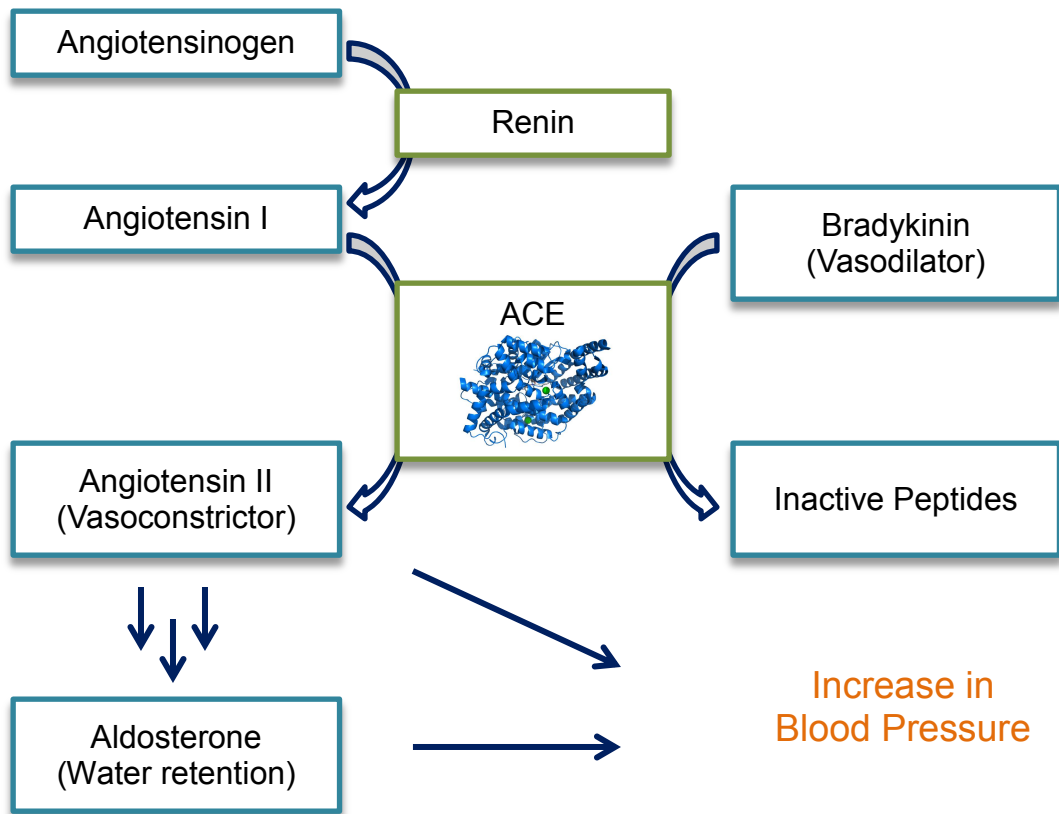 Angiotensinogen
Renin
Angiotensin I
Bradykinin
(Vasodilator)
ACE
Angiotensin II
(Vasoconstrictor)
Inactive Peptides
Increase in
Blood Pressure
Aldosterone
(Water retention)